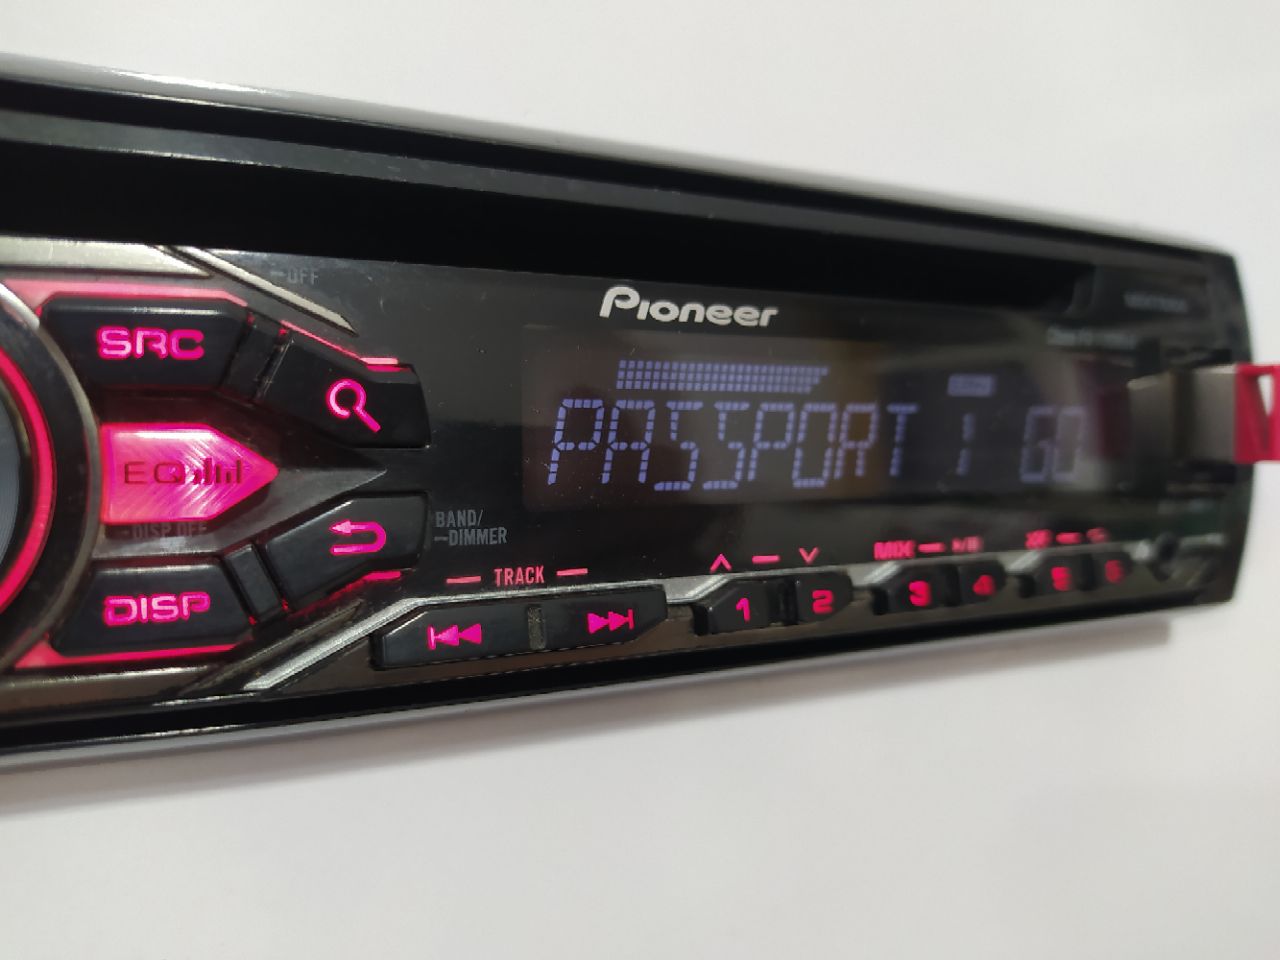 OFF
Pioneer
SRC
PASSPORT I GO
EQ
DISP OFF
BAND/
DIMMER
TRACK
MIX
DISP
1 2 3 4 5 6